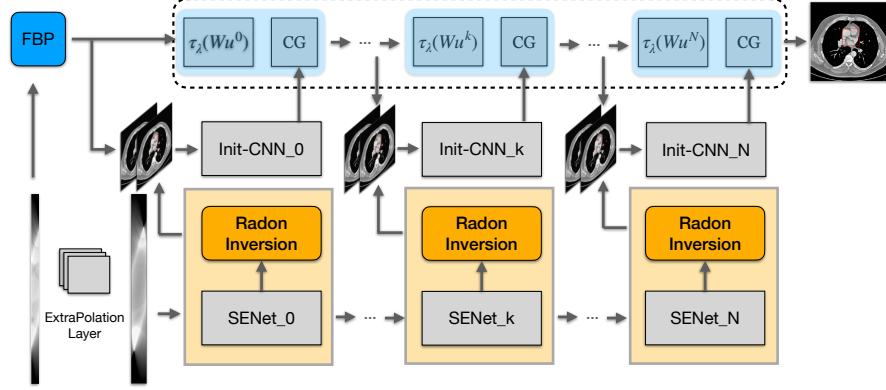 FBP
τλ(Wu⁰)
CG
...
τλ(Wuᵏ)
CG
...
τλ(Wuᴺ)
CG
Init-CNN_0
Init-CNN_k
Init-CNN_N
Radon
Inversion
Radon
Inversion
Radon
Inversion
ExtraPolation
Layer
SENet_0
...
SENet_k
...
SENet_N